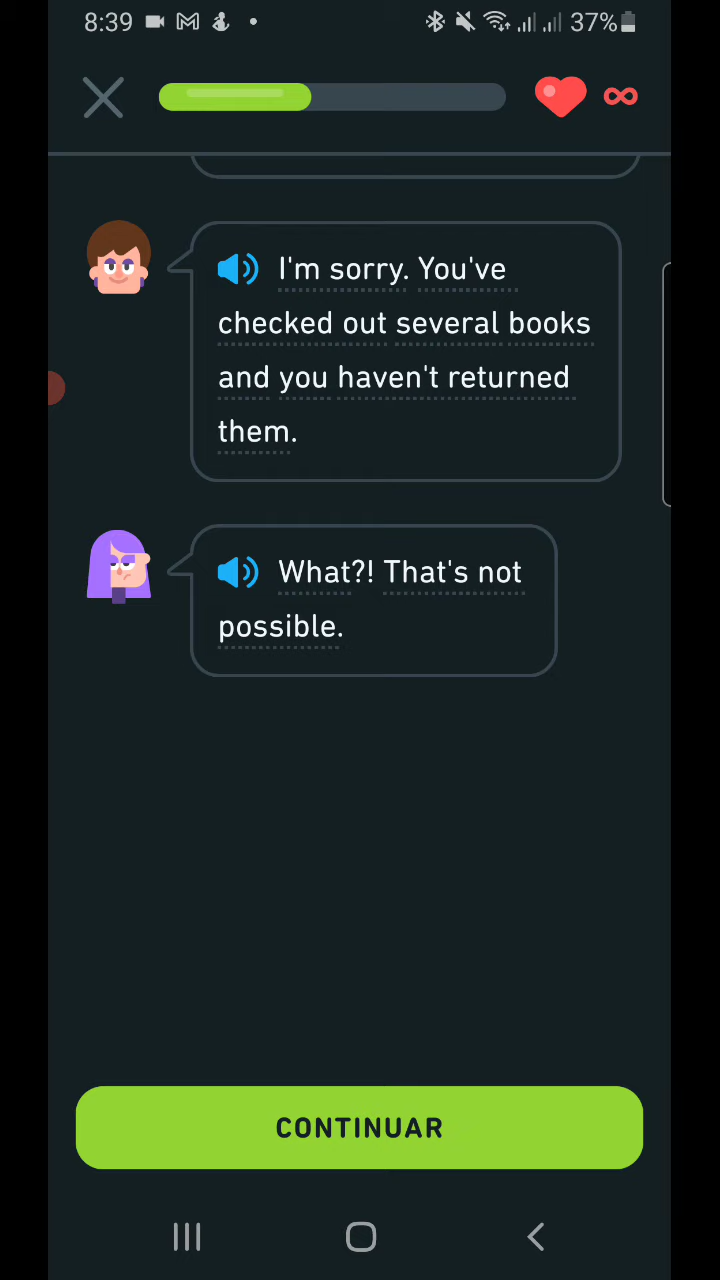 8:39
37%
I'm sorry. You've
checked out several books
and you haven't returned
them.
What?! That's not
possible.
CONTINUAR